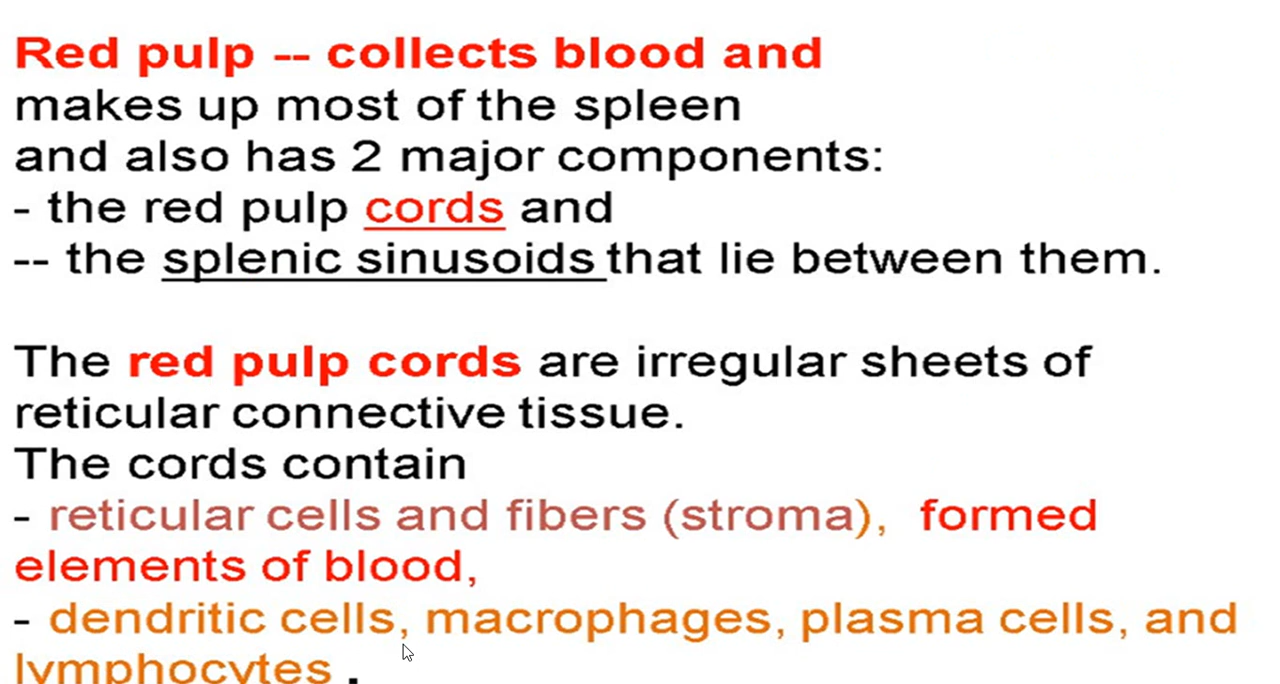 Red pulp -- collects blood and
makes up most of the spleen
and also has 2 major components:
- the red pulp cords and
-- the splenic sinusoids that lie between them.
The red pulp cords are irregular sheets of
reticular connective tissue.
The cords contain
- reticular cells and fibers (stroma), formed
elements of blood,
- dendritic cells, macrophages, plasma cells, and
lymphocytes .